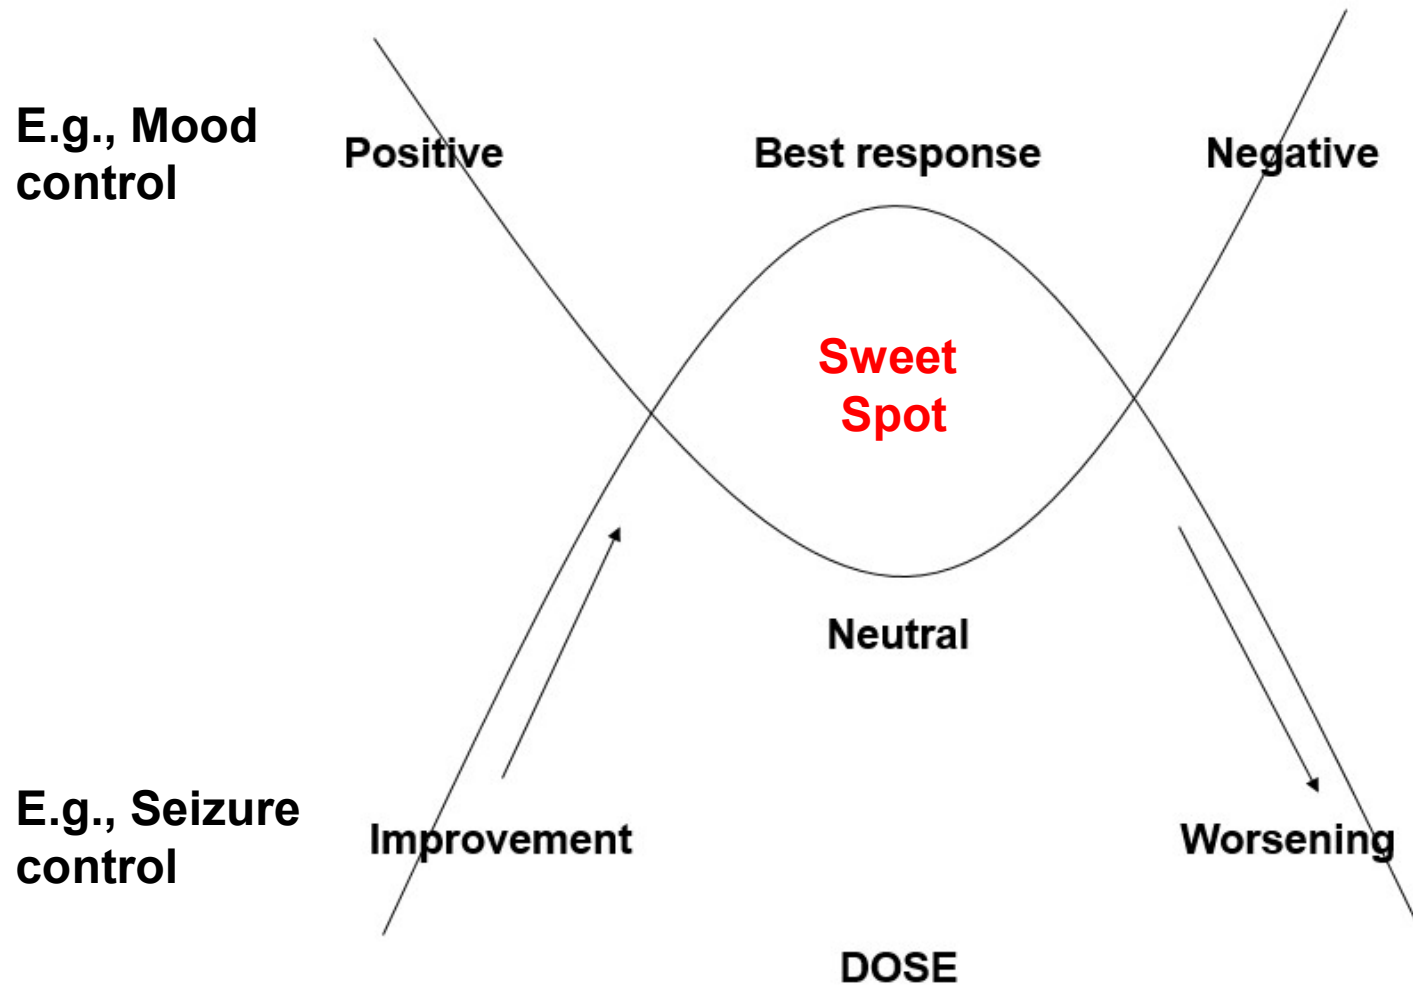 E.g., Mood
control
Positive
Best response
Negative
Sweet
Spot
Neutral
E.g., Seizure
control
Improvement
Worsening
DOSE